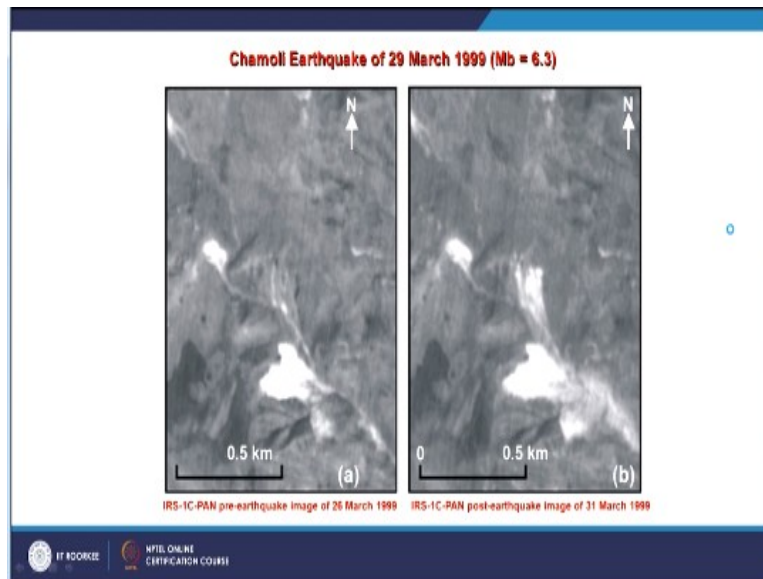 Chamoli Earthquake of 29 March 1999 (Mb = 6.3)
N
N
0.5 km
(a)
0
0.5 km
(b)
IRS-1C-PAN pre-earthquake image of 26 March 1999
IRS-1C-PAN post-earthquake image of 31 March 1999
IIT ROORKEE
NPTEL ONLINE
CERTIFICATION COURSE